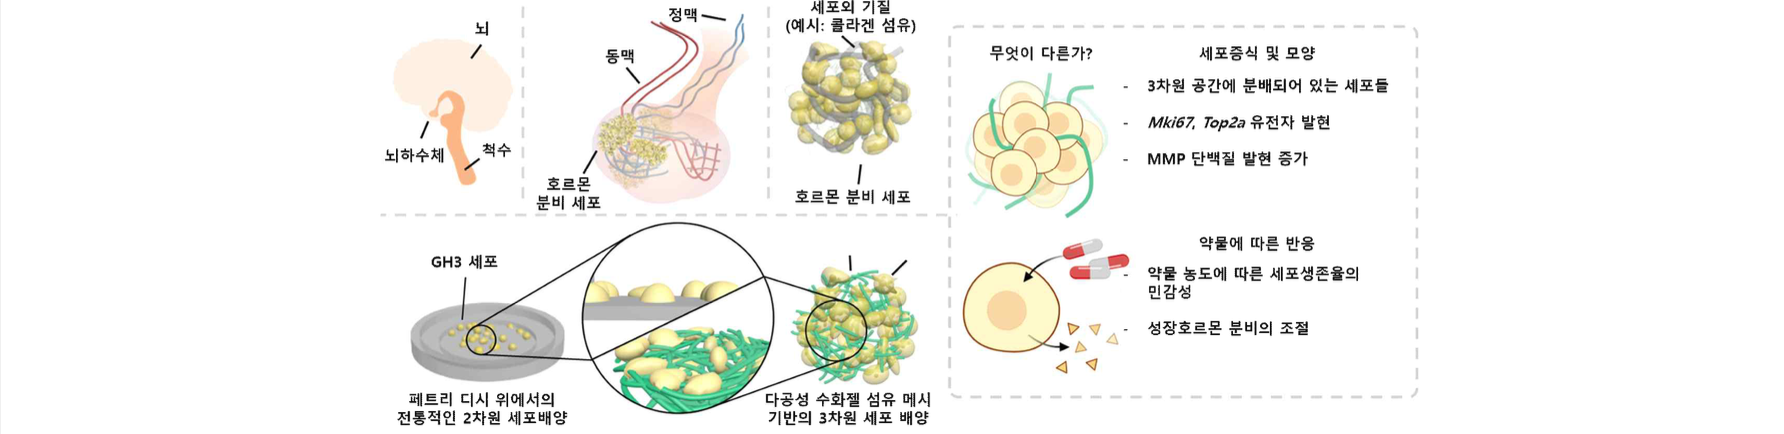 뇌
뇌하수체
척수
정맥
동맥
호르몬
분비 세포
세포외 기질
(예시: 콜라겐 섬유)
호르몬 분비 세포
GH3 세포
페트리 디시 위에서의
전통적인 2차원 세포배양
다공성 수화젤 섬유 메시
기반의 3차원 세포 배양
무엇이 다른가?
세포증식 및 모양
- 3차원 공간에 분배되어 있는 세포들
- Mki67, Top2a 유전자 발현
- MMP 단백질 발현 증가
약물에 따른 반응
- 약물 농도에 따른 세포생존율의
민감성
- 성장호르몬 분비의 조절